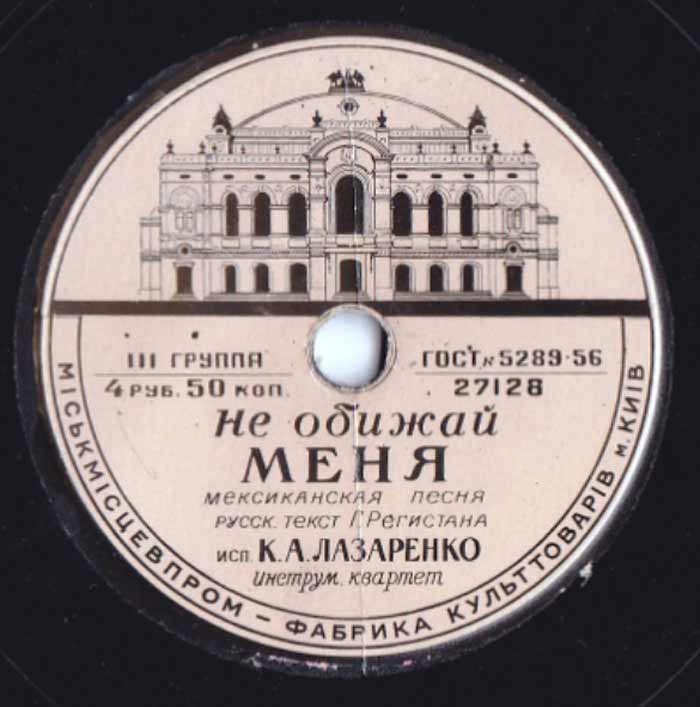 III ГРУППА
4 РУБ. 50 КОП.
ГОСТ N 5289-56
27128
Не обижай
МЕНЯ
МЕКСИКАНСКАЯ ПЕСНЯ
РУССК. ТЕКСТ Г. РЕГИСТАНА
ИСП. К. А. ЛАЗАРЕНКО
Инструм. квартет
МІСЬКМІСЦЕВПРОМ – ФАБРИКА КУЛЬТТОВАРІВ м. КИЇВ